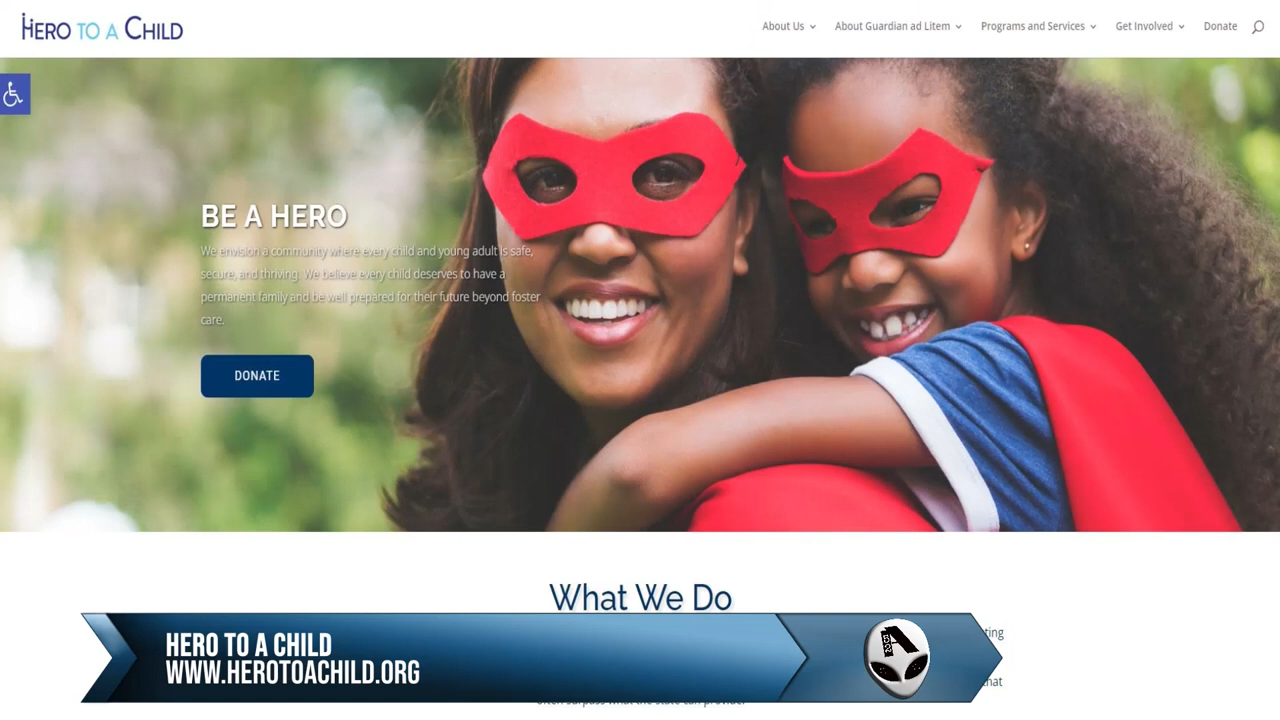 HERO TO A CHILD
About Us
About Guardian ad Litem
Programs and Services
Get Involved
Donate
BE A HERO
We envision a community where every child and young adult is safe,
secure, and thriving. We believe every child deserves to have a
permanent family and be well prepared for their future beyond foster
care.
DONATE
What We Do
HERO TO A CHILD
WWW.HEROTOACHILD.ORG